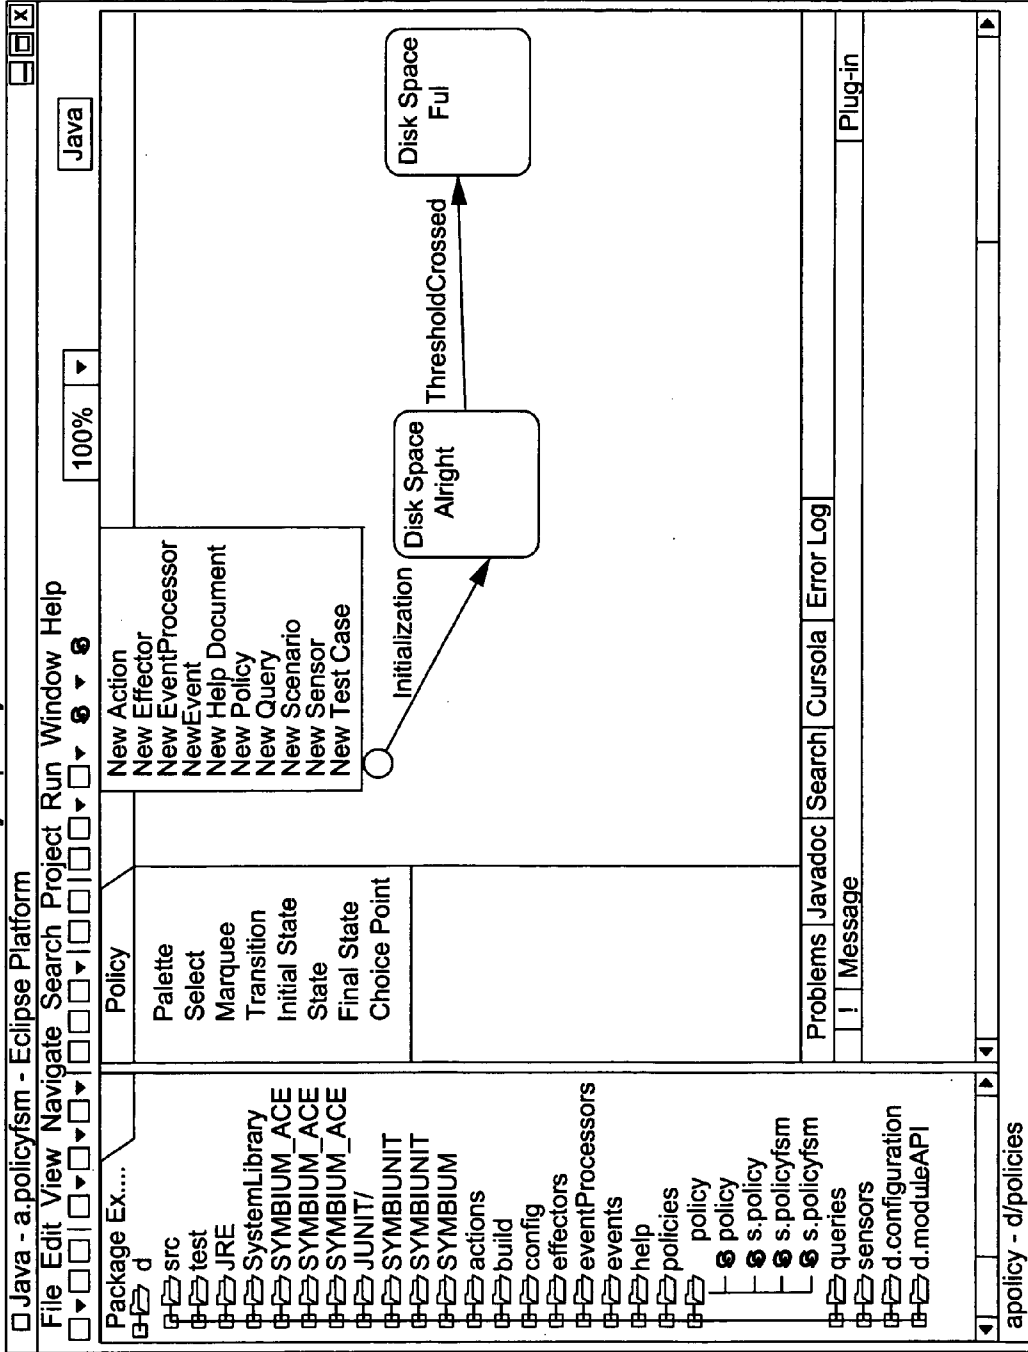 Java - a.policyfsm - Eclipse Platform
File Edit View Navigate Search Project Run Window Help
100%
Java
Package Ex....
d
src
test
JRE
SystemLibrary
SYMBIUM_ACE
SYMBIUM_ACE
SYMBIUM_ACE
JUNIT/
SYMBIUNIT
SYMBIUNIT
SYMBIUM
actions
build
config
effectors
eventProcessors
events
help
policies
policy
policy
s.policy
s.policyfsm
s.policyfsm
queries
sensors
d.configuration
d.moduleAPI
Policy
Palette
Select
Marquee
Transition
Initial State
State
Final State
Choice Point
New Action
New Effector
New EventProcessor
NewEvent
New Help Document
New Policy
New Query
New Scenario
New Sensor
New Test Case
Initialization
Disk Space
Alright
ThresholdCrossed
Disk Space
Ful
Problems Javadoc Search Cursola Error Log
! Message Plug-in
apolicy - d/policies